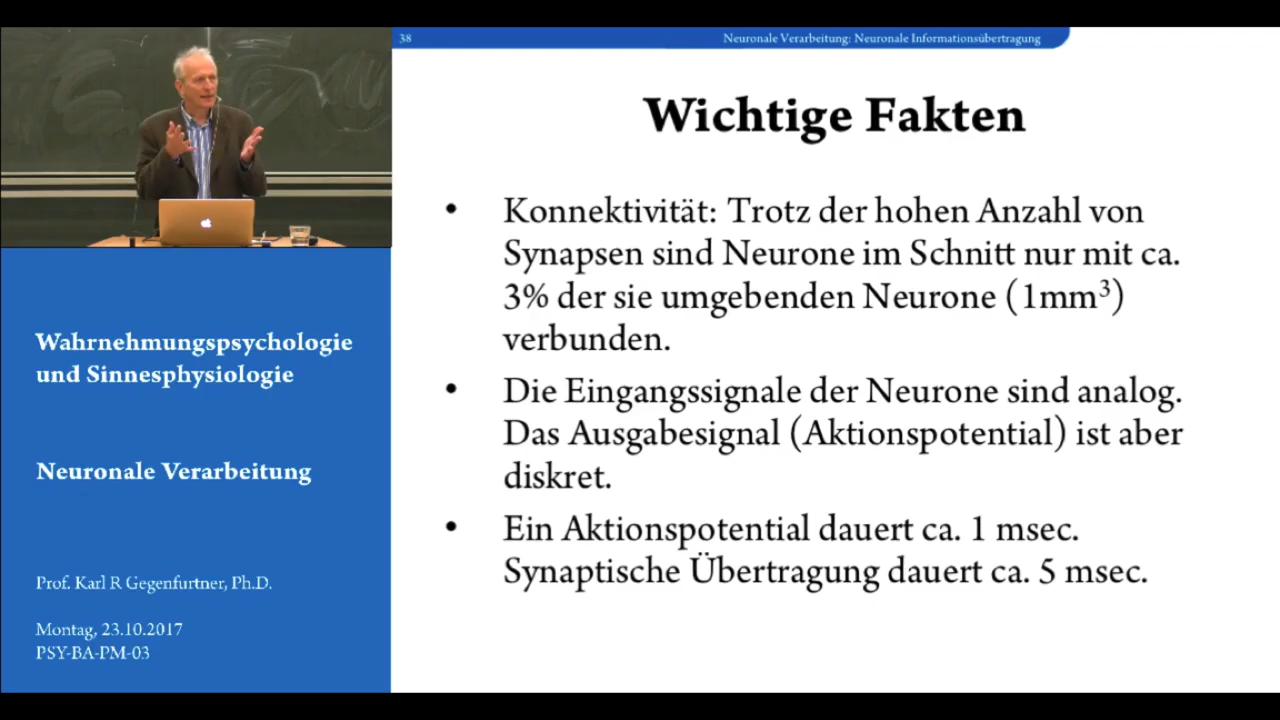 38
Neuronale Verarbeitung: Neuronale Informationsübertragung
Wichtige Fakten
• Konnektivität: Trotz der hohen Anzahl von
Synapsen sind Neurone im Schnitt nur mit ca.
3% der sie umgebenden Neurone (1mm³)
verbunden.
• Die Eingangssignale der Neurone sind analog.
Das Ausgabesignal (Aktionspotential) ist aber
diskret.
• Ein Aktionspotential dauert ca. 1 msec.
Synaptische Übertragung dauert ca. 5 msec.
Wahrnehmungspsychologie
und Sinnesphysiologie
Neuronale Verarbeitung
Prof. Karl R Gegenfurtner, Ph.D.
Montag, 23.10.2017
PSY-BA-PM-03